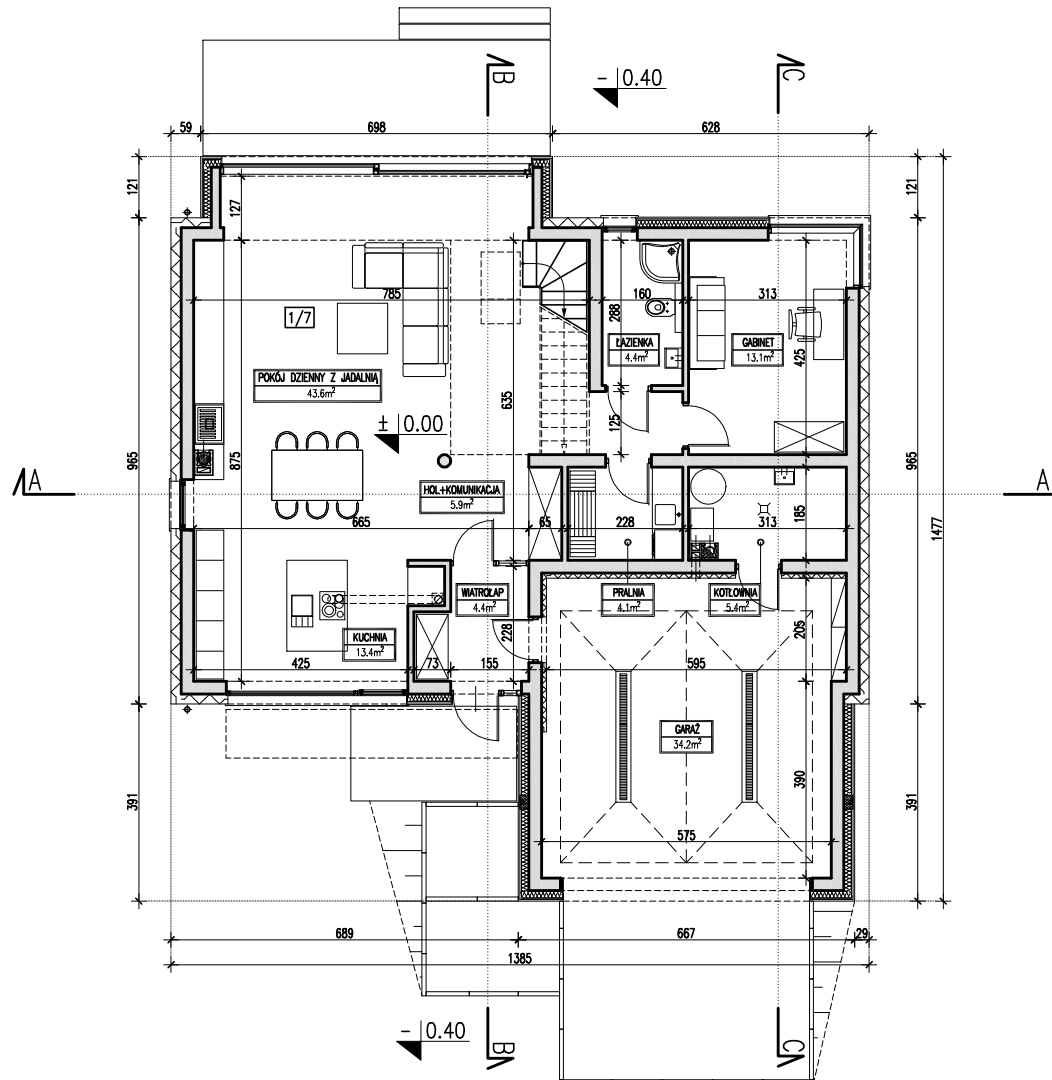 B
C
- 0.40
59
698
628
121
121
127
785
160
313
1/7
288
ŁAZIENKA
4.4m²
GABINET
13.1m²
425
POKÓJ DZIENNY Z JADALNIĄ
43.6m²
635
± 0.00
125
965
875
965
A
A
HOL+KOMUNIKACJA
5.9m²
665
65
228
313
185
1477
WIATROŁAP
4.4m²
PRALNIA
4.1m²
KOTŁOWNIA
5.4m²
205
KUCHNIA
13.4m²
228
425
73
155
595
GARAŻ
34.2m²
391
390
391
575
689
667
29
1385
- 0.40
B
C